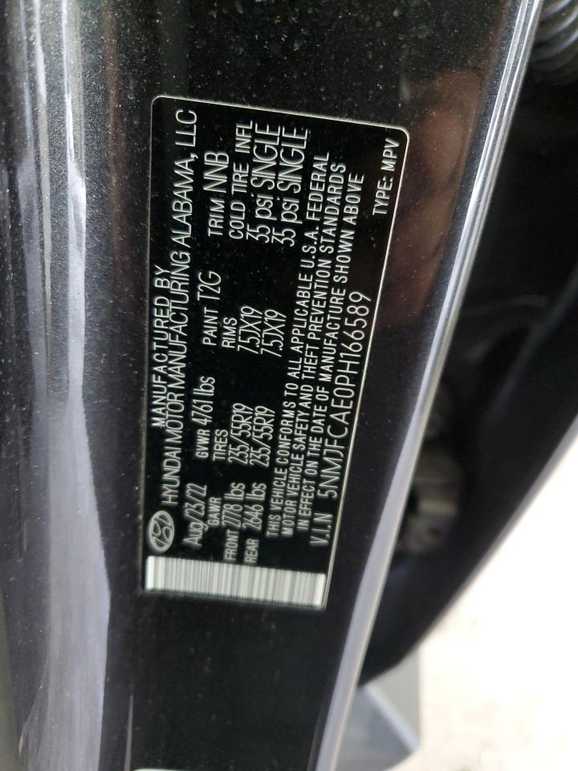 MANUFACTURED BY
HYUNDAI MOTOR MANUFACTURING ALABAMA, LLC
Aug/23/22 GVWR 4761 lbs PAINT T2G TRIM NNB
GAWR TIRES RIMS COLD TIRE INFL
FRONT 2778 lbs 235/55R19 7.5JX19 35 psi SINGLE
REAR 2646 lbs 235/55R19 7.5JX19 35 psi SINGLE
THIS VEHICLE CONFORMS TO ALL APPLICABLE U.S.A. FEDERAL
MOTOR VEHICLE SAFETY AND THEFT PREVENTION STANDARDS
IN EFFECT ON THE DATE OF MANUFACTURE SHOWN ABOVE
V.I.N 5NMJFCAE0PH166589 TYPE: MPV